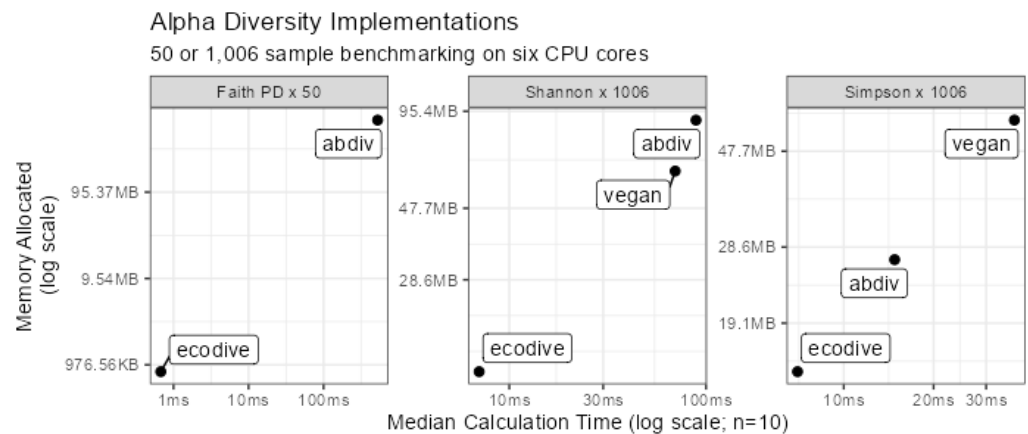 Alpha Diversity Implementations
50 or 1,006 sample benchmarking on six CPU cores
Faith PD x 50
Shannon x 1006
Simpson x 1006
Memory Allocated
(log scale)
95.37MB
9.54MB
976.56KB
abdiv
ecodive
1ms 10ms 100ms
95.4MB
47.7MB
28.6MB
abdiv
vegan
ecodive
10ms 30ms 100ms
47.7MB
28.6MB
19.1MB
vegan
abdiv
ecodive
10ms 20ms 30ms
Median Calculation Time (log scale; n=10)